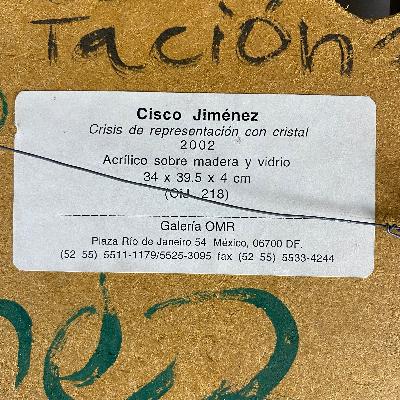 Tación
Cisco Jiménez
Crisis de representación con cristal
2002
Acrílico sobre madera y vidrio
34 x 39.5 x 4 cm
218)
Galería OMR
Plaza Río de Janeiro 54 México, 06700 DF.
(52 55) 5511-1179/5525-3095 fax (52 55) 5533-4244